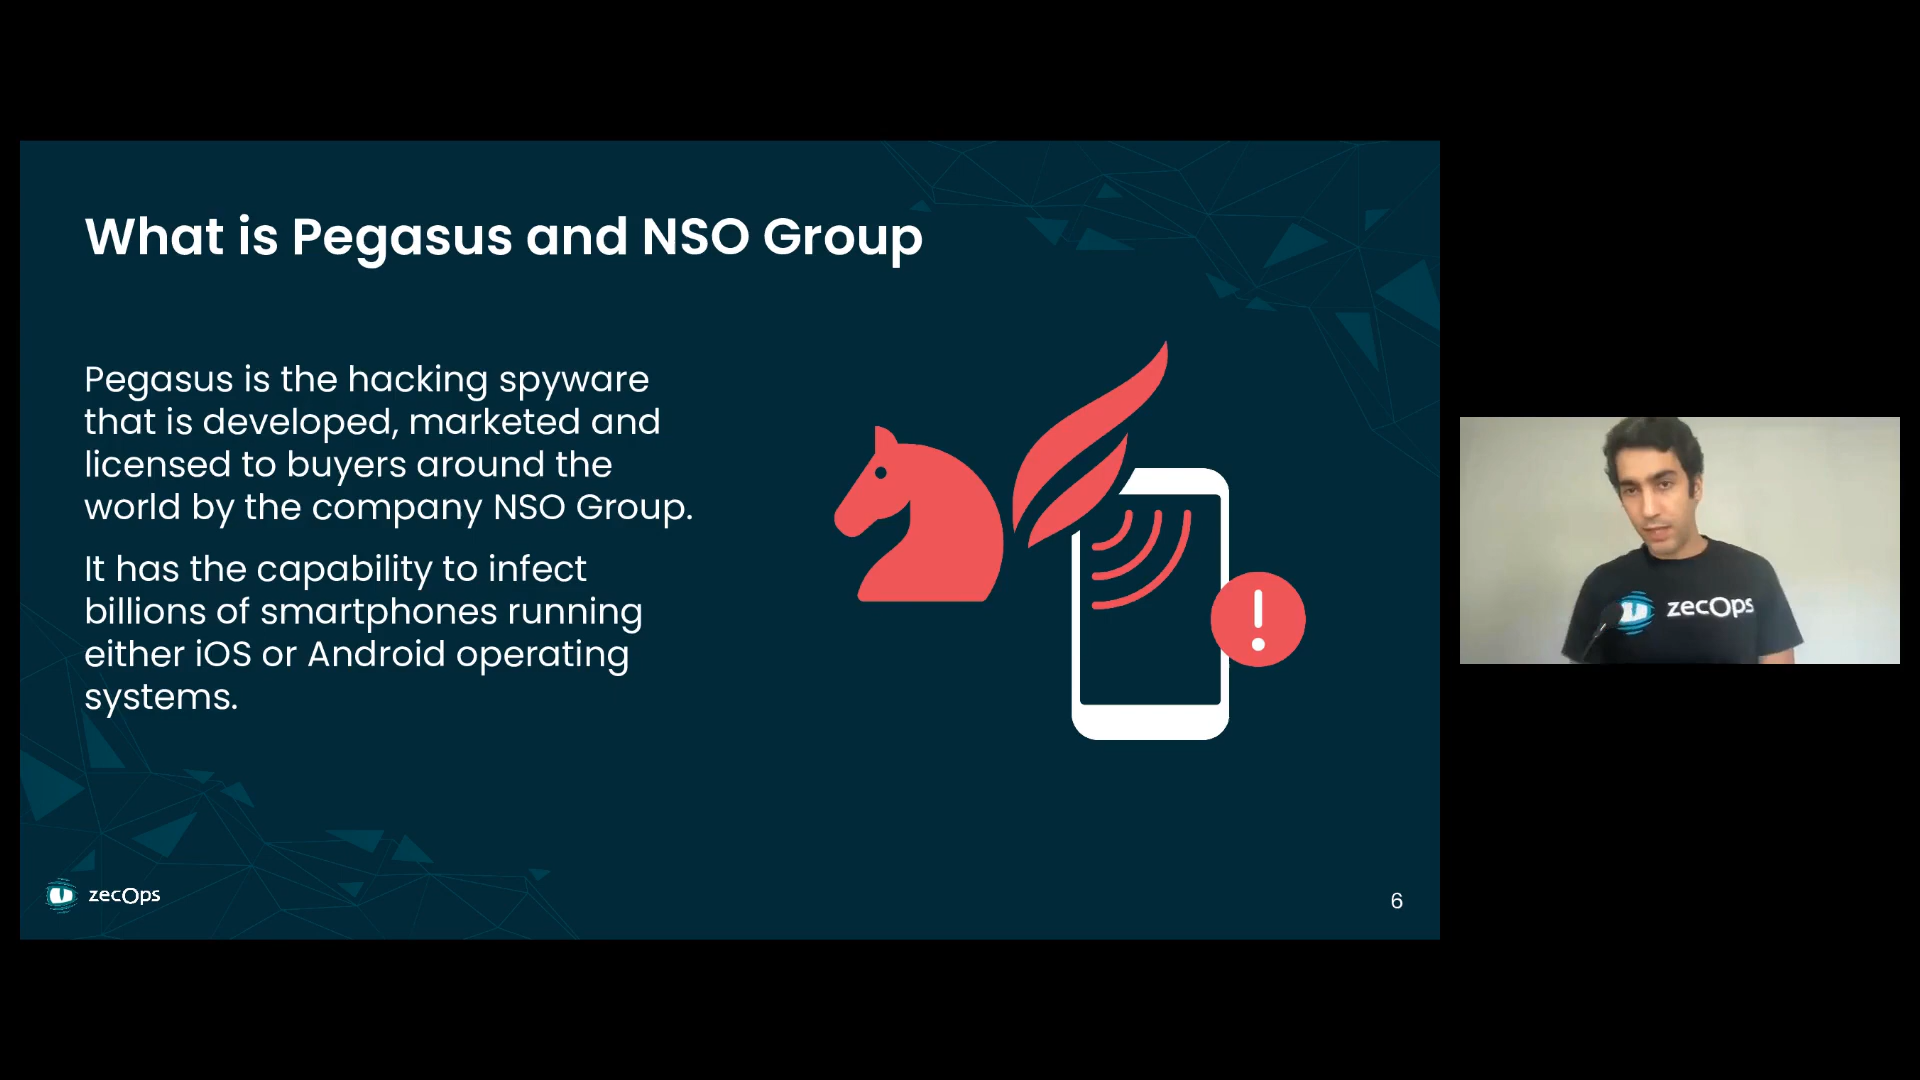 What is Pegasus and NSO Group
Pegasus is the hacking spyware
that is developed, marketed and
licensed to buyers around the
world by the company NSO Group.
It has the capability to infect
billions of smartphones running
either iOS or Android operating
systems.
zecOps
6
zecOps